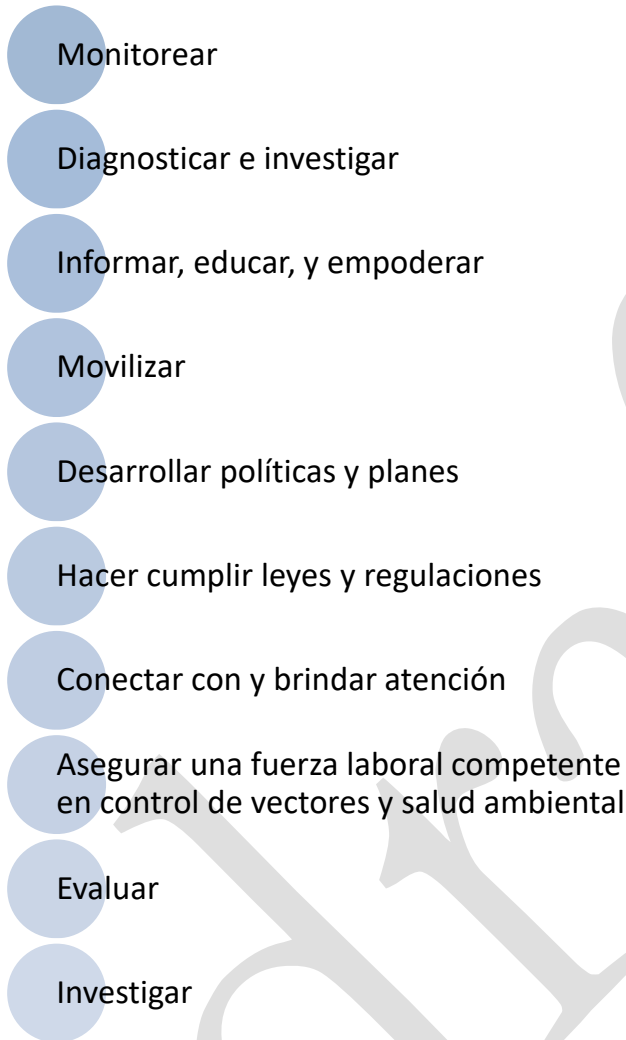 Monitorear
Diagnosticar e investigar
Informar, educar, y empoderar
Movilizar
Desarrollar políticas y planes
Hacer cumplir leyes y regulaciones
Conectar con y brindar atención
Asegurar una fuerza laboral competente
en control de vectores y salud ambiental
Evaluar
Investigar